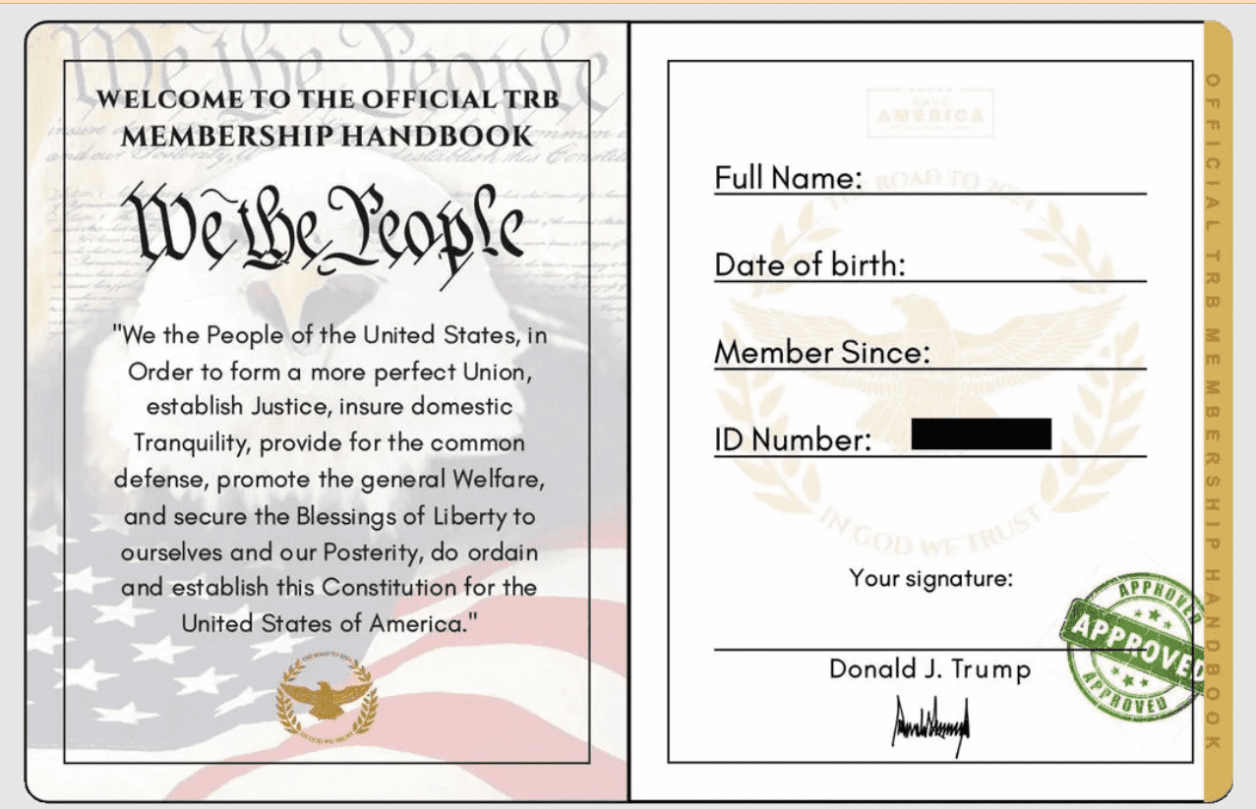 We the People
WELCOME TO THE OFFICIAL TRB
MEMBERSHIP HANDBOOK
We the People
"We the People of the United States, in
Order to form a more perfect Union,
establish Justice, insure domestic
Tranquility, provide for the common
defense, promote the general Welfare,
and secure the Blessings of Liberty to
ourselves and our Posterity, do ordain
and establish this Constitution for the
United States of America."
SAVE
AMERICA
THE ROAD TO 2024
Full Name:
Date of birth:
Member Since:
ID Number:
IN GOD WE TRUST
Your signature:
APPROVED
APPROVED
APPROVED
Donald J. Trump
OFFICIAL TRB MEMBERSHIP HANDBOOK